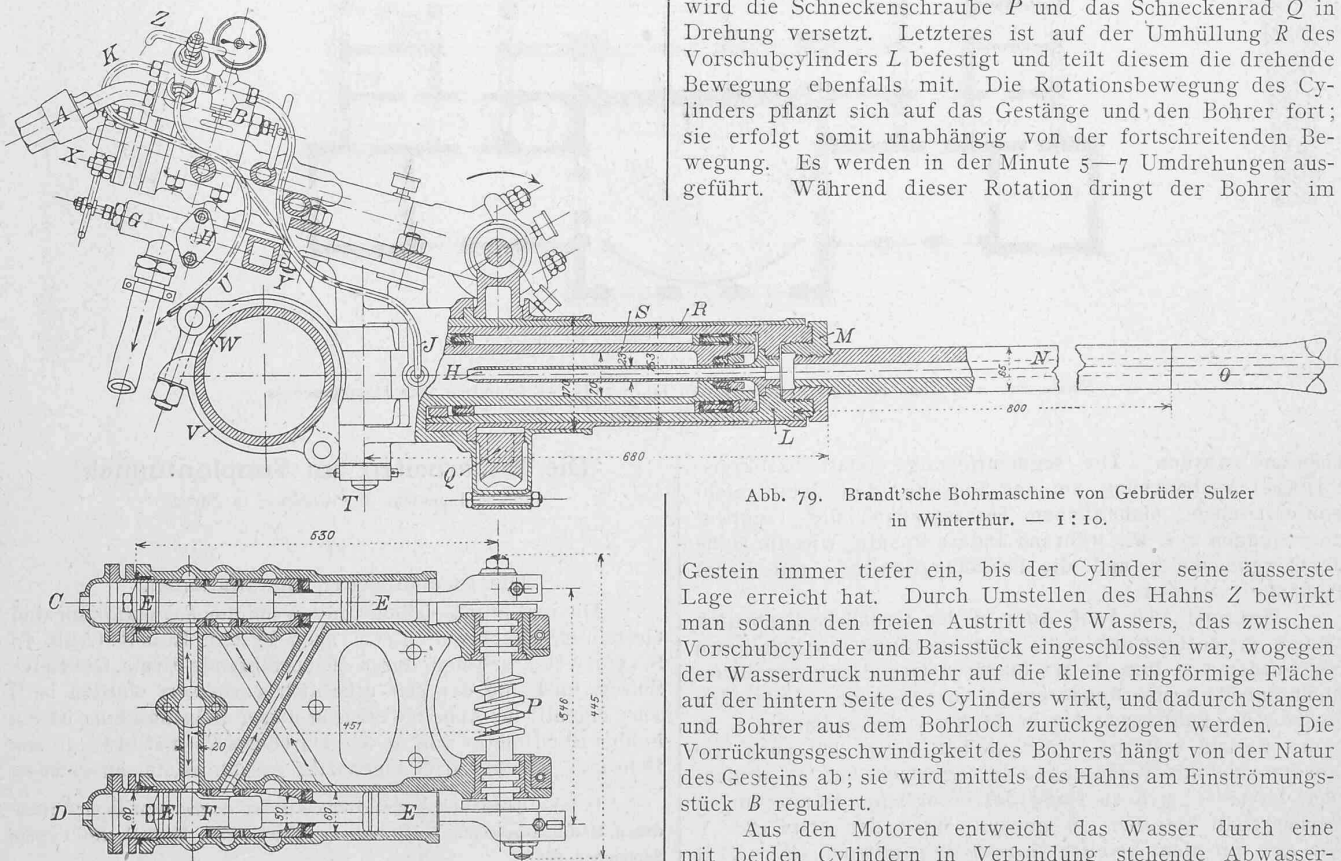 wird die Schneckenschraube P und das Schneckenrad Q in
Drehung versetzt. Letzteres ist auf der Umhüllung R des
Vorschubcylinders L befestigt und teilt diesem die drehende
Bewegung ebenfalls mit. Die Rotationsbewegung des Cy-
linders pflanzt sich auf das Gestänge und den Bohrer fort;
sie erfolgt somit unabhängig von der fortschreitenden Be-
wegung. Es werden in der Minute 5—7 Umdrehungen aus-
geführt. Während dieser Rotation dringt der Bohrer im
Z
K
A
B
X
G
H
U
Y
W
V
J
S
R
M
H
23
70
N
65
O
800
L
680
Q
T
Abb. 79. Brandt'sche Bohrmaschine von Gebrüder Sulzer
in Winterthur. — 1 : 10.
530
C
E
E
P
445
451
20
D
E
F
E
Gestein immer tiefer ein, bis der Cylinder seine äusserste
Lage erreicht hat. Durch Umstellen des Hahns Z bewirkt
man sodann den freien Austritt des Wassers, das zwischen
Vorschubcylinder und Basisstück eingeschlossen war, wogegen
der Wasserdruck nunmehr auf die kleine ringförmige Fläche
auf der hintern Seite des Cylinders wirkt, und dadurch Stangen
und Bohrer aus dem Bohrloch zurückgezogen werden. Die
Vorrückungsgeschwindigkeit des Bohrers hängt von der Natur
des Gesteins ab; sie wird mittels des Hahns am Einströmungs-
stück B reguliert.
Aus den Motoren entweicht das Wasser durch eine
mit beiden Cylindern in Verbindung stehende Abwasser-